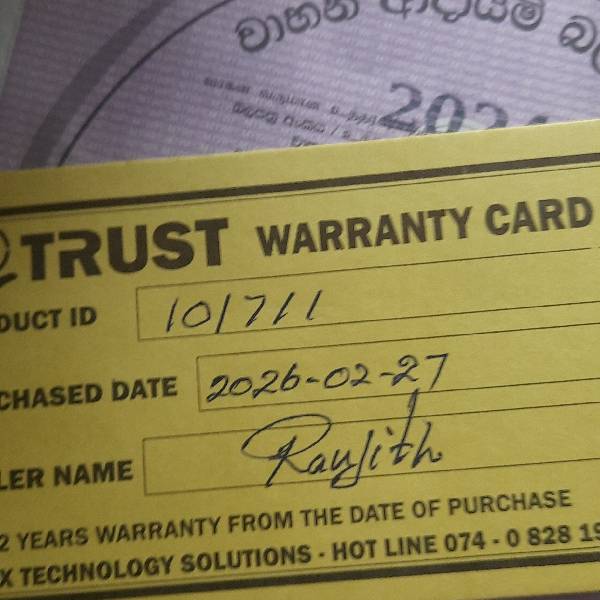 වාහන ආදායම් බල
2024
TRUST WARRANTY CARD
DUCT ID 101711
CHASED DATE 2026-02-27
LER NAME Ranjith
2 YEARS WARRANTY FROM THE DATE OF PURCHASE
X TECHNOLOGY SOLUTIONS - HOT LINE 074 - 0 828 19